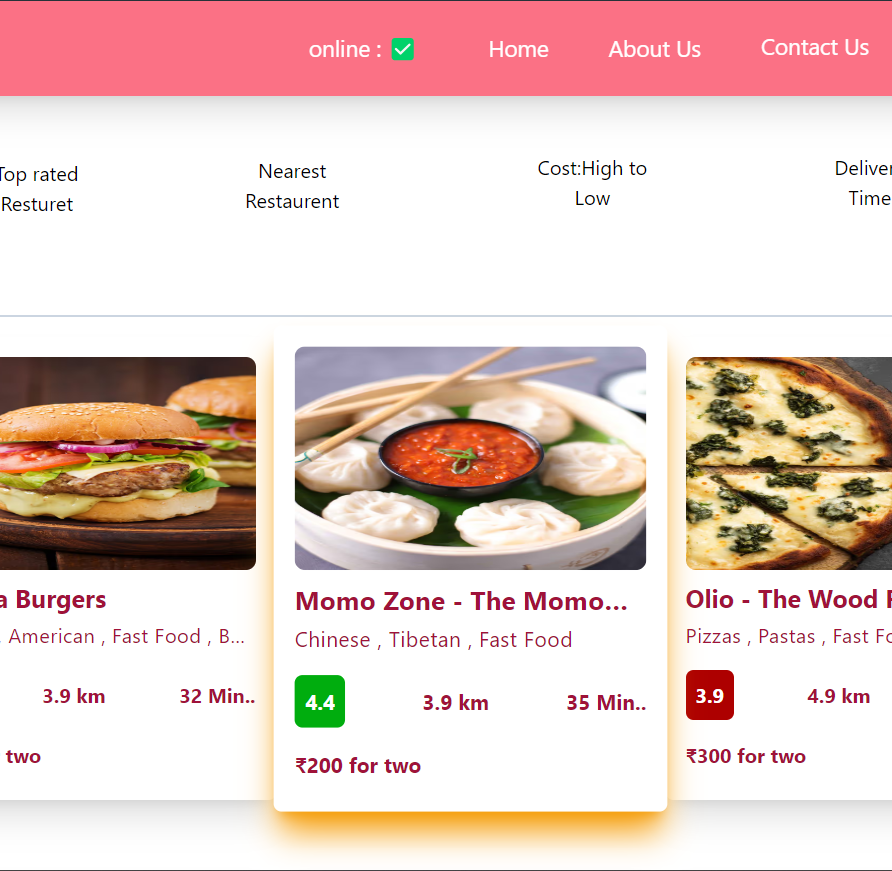 online : ✅ Home About Us Contact Us
Top rated
Resturet
Nearest
Restaurent
Cost:High to
Low
Time
Burgers
American , Fast Food , B...
3.9 km 32 Min..
two
Momo Zone - The Momo...
Chinese , Tibetan , Fast Food
4.4 3.9 km 35 Min..
₹200 for two
Olio - The Wood
Pizzas , Pastas , Fast
3.9 4.9 km
₹300 for two